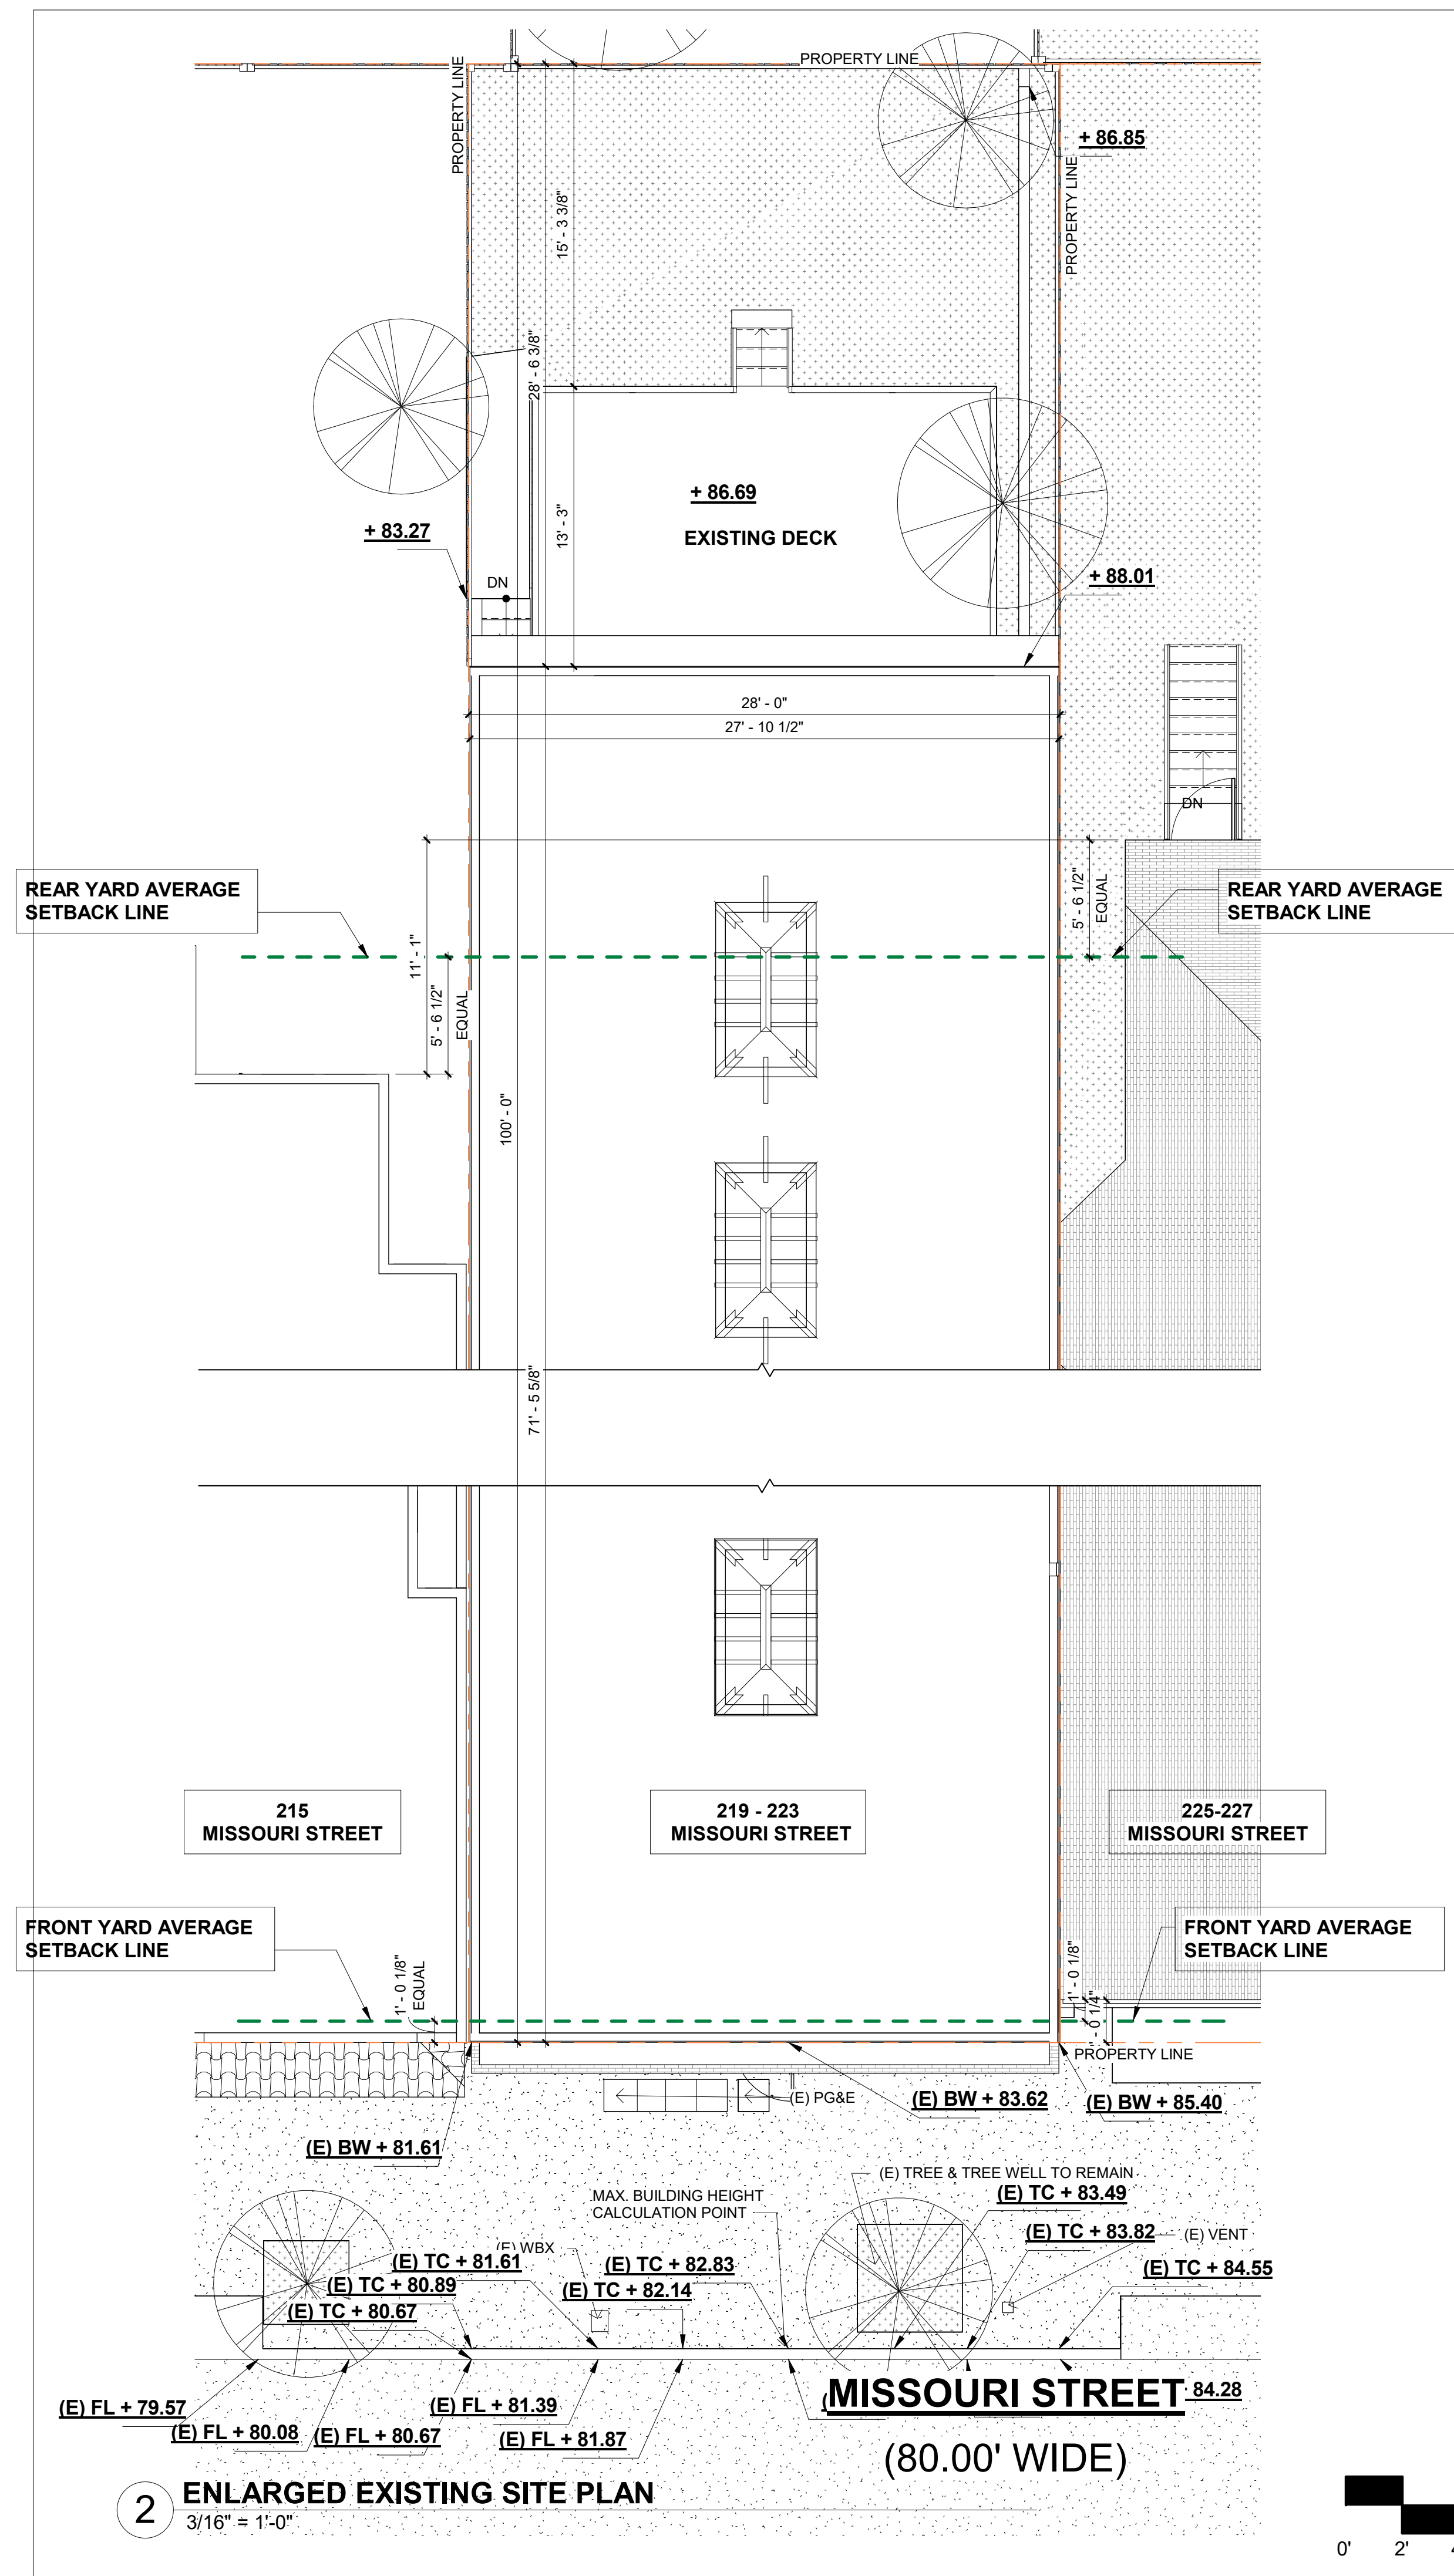 PROPERTY LINE
PROPERTY LINE
+ 86.85
PROPERTY LINE
15' - 3 3/8"
28' - 6 3/8"
+ 86.69
EXISTING DECK
13' - 3"
+ 83.27
DN
+ 88.01
28' - 0"
27' - 10 1/2"
DN
REAR YARD AVERAGE
SETBACK LINE
11' - 1"
5' - 6 1/2"
EQUAL
5' - 6 1/2"
EQUAL
REAR YARD AVERAGE
SETBACK LINE
100' - 0"
71' - 5 5/8"
215
MISSOURI STREET
219 - 223
MISSOURI STREET
225-227
MISSOURI STREET
FRONT YARD AVERAGE
SETBACK LINE
1' - 0 1/8"
EQUAL
1' - 0 1/8"
- 0 1/4"
FRONT YARD AVERAGE
SETBACK LINE
PROPERTY LINE
(E) PG&E
(E) BW + 83.62
(E) BW + 85.40
(E) BW + 81.61
(E) TREE & TREE WELL TO REMAIN
MAX. BUILDING HEIGHT
CALCULATION POINT
(E) TC + 83.49
(E) TC + 83.82
(E) VENT
(E) WBX
(E) TC + 81.61
(E) TC + 82.83
(E) TC + 84.55
(E) TC + 80.89
(E) TC + 82.14
(E) TC + 80.67
MISSOURI STREET
84.28
(E) FL + 79.57
(E) FL + 80.08
(E) FL + 80.67
(E) FL + 81.39
(E) FL + 81.87
(80.00' WIDE)
2
ENLARGED EXISTING SITE PLAN
3/16" = 1'-0"
0'
2'